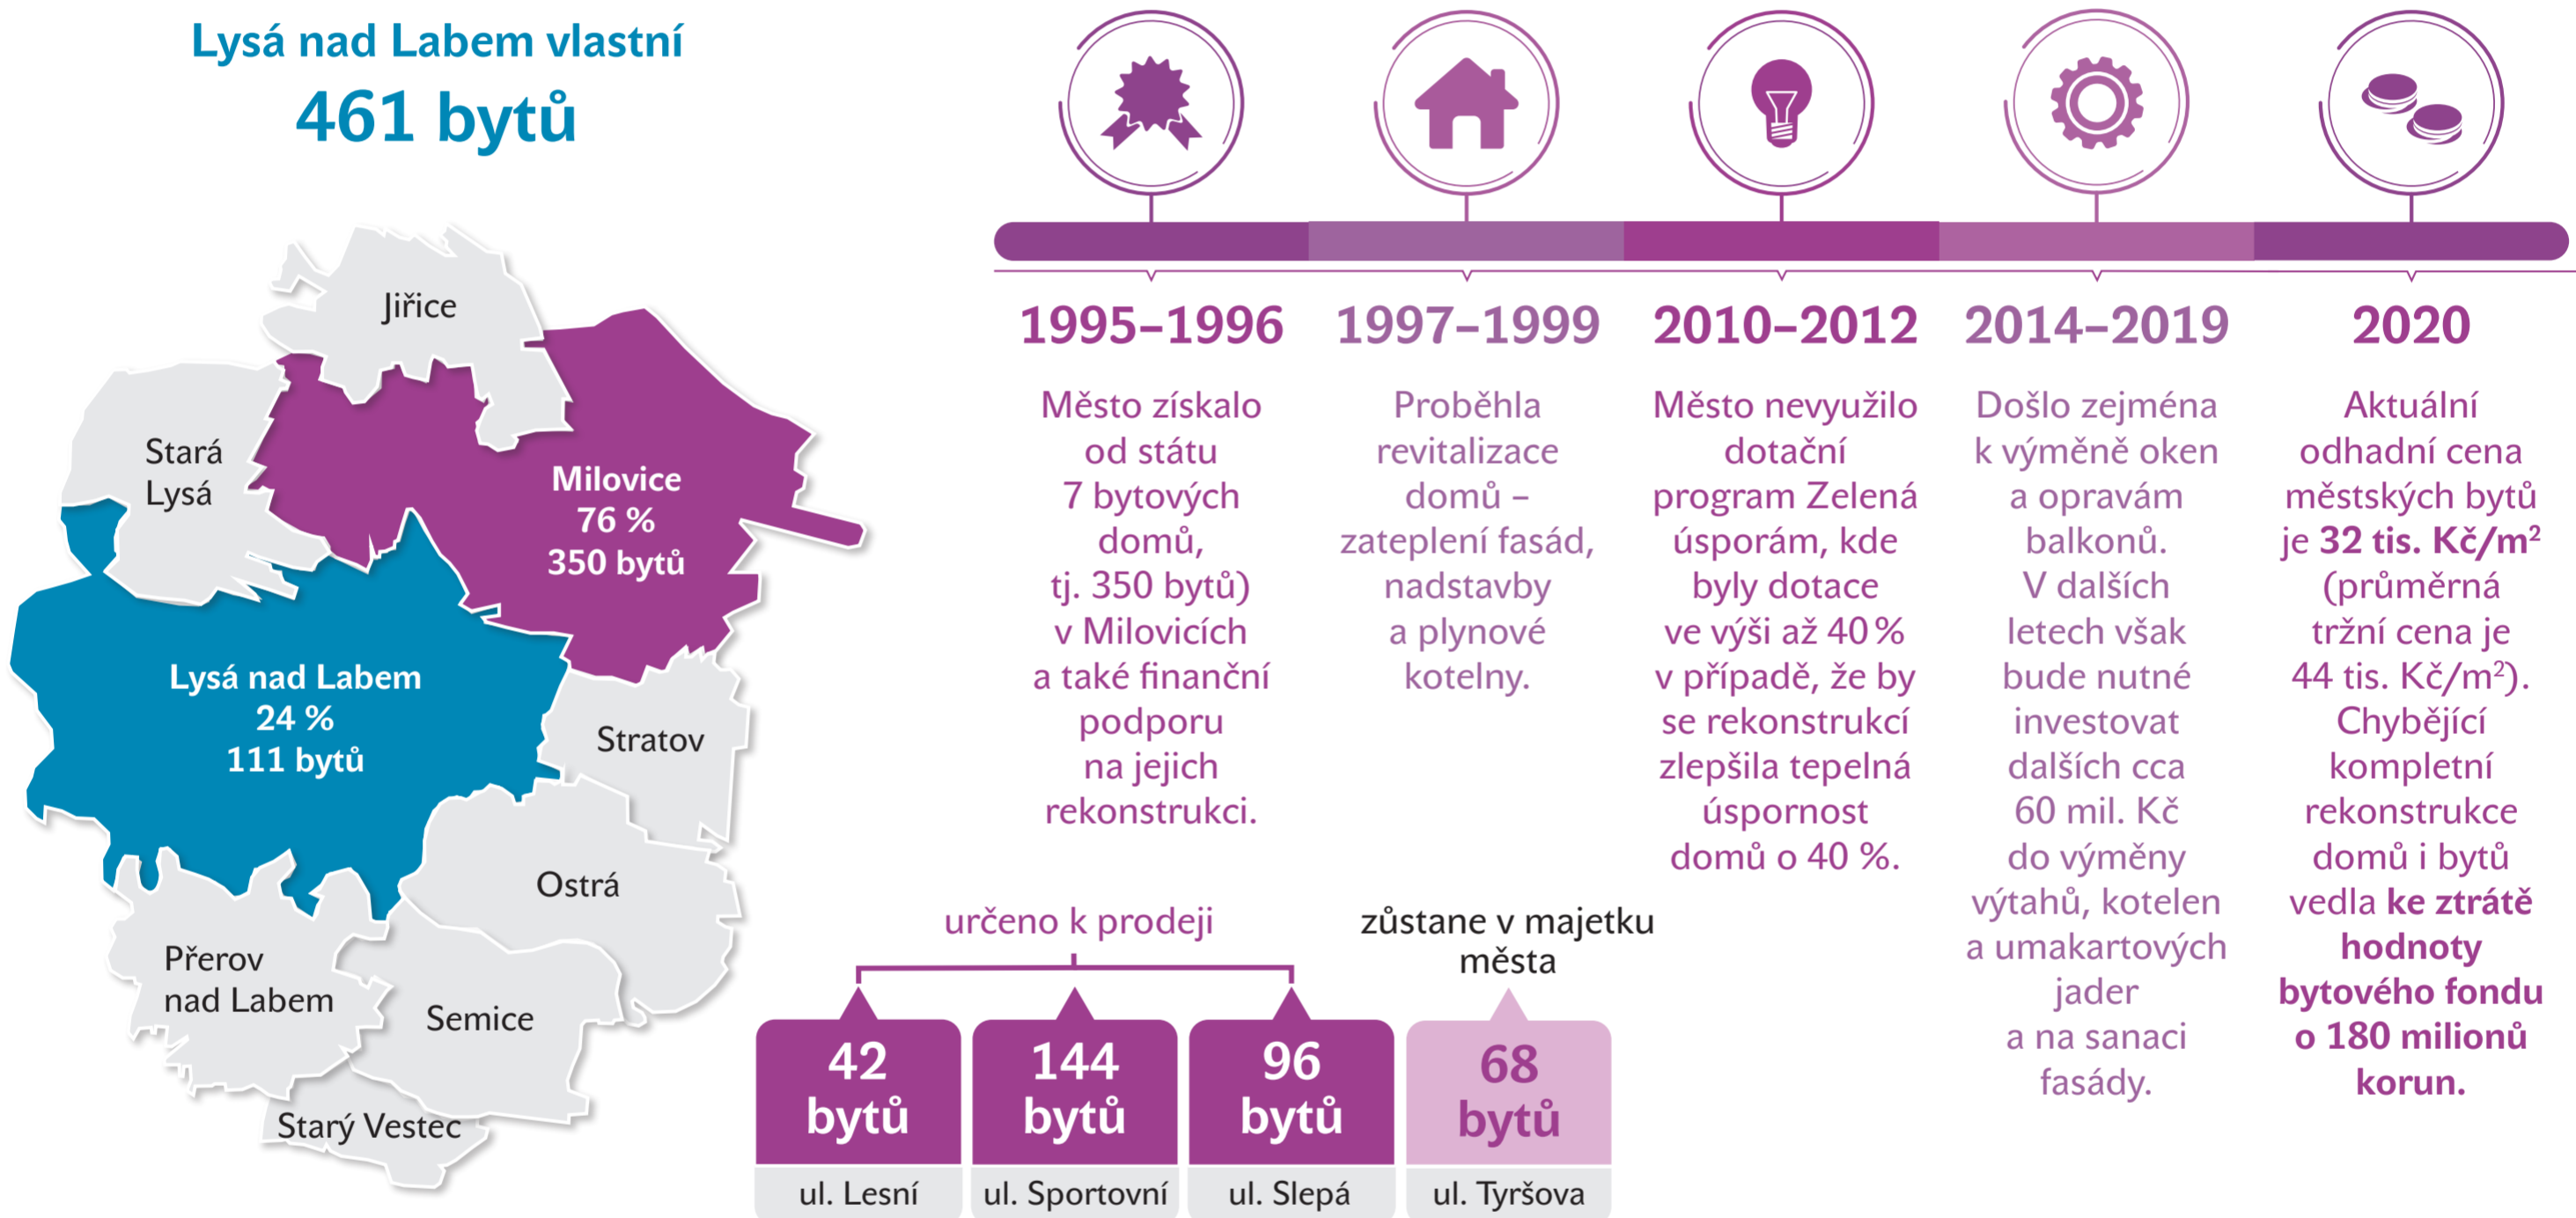 Lysá nad Labem vlastní
461 bytů
Jiřice
Stará
Lysá
Milovice
76 %
350 bytů
Lysá nad Labem
24 %
111 bytů
Stratov
Ostrá
Přerov
nad Labem
Semice
Starý Vestec
1995–1996
Město získalo
od státu
7 bytových
domů,
tj. 350 bytů)
v Milovicích
a také finanční
podporu
na jejich
rekonstrukci.
1997–1999
Proběhla
revitalizace
domů –
zateplení fasád,
nadstavby
a plynové
kotelny.
2010–2012
Město nevyužilo
dotační
program Zelená
úsporám, kde
byly dotace
ve výši až 40 %
v případě, že by
se rekonstrukcí
zlepšila tepelná
úspornost
domů o 40 %.
2014–2019
Došlo zejména
k výměně oken
a opravám
balkonů.
V dalších
letech však
bude nutné
investovat
dalších cca
60 mil. Kč
do výměny
výtahů, kotelen
a umakartových
jader
a na sanaci
fasády.
2020
Aktuální
odhadní cena
městských bytů
je 32 tis. Kč/m²
(průměrná
tržní cena je
44 tis. Kč/m²).
Chybějící
kompletní
rekonstrukce
domů i bytů
vedla ke ztrátě
hodnoty
bytového fondu
o 180 milionů
korun.
určeno k prodeji
42
bytů
ul. Lesní
144
bytů
ul. Sportovní
96
bytů
ul. Slepá
zůstane v majetku
města
68
bytů
ul. Tyršova